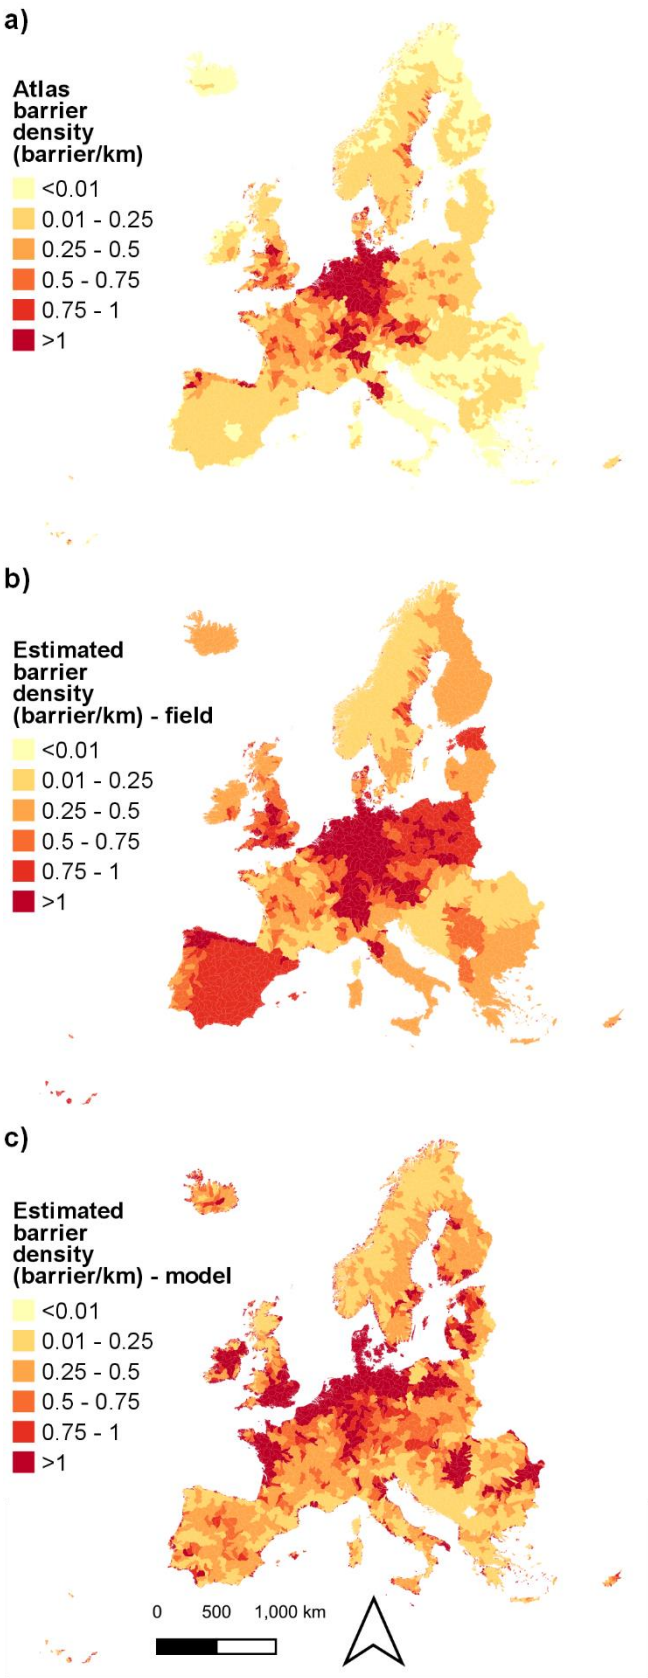 a)
Atlas
barrier
density
(barrier/km)
<0.01
0.01 - 0.25
0.25 - 0.5
0.5 - 0.75
0.75 - 1
>1
b)
Estimated
barrier
density
(barrier/km) - field
<0.01
0.01 - 0.25
0.25 - 0.5
0.5 - 0.75
0.75 - 1
>1
c)
Estimated
barrier
density
(barrier/km) - model
<0.01
0.01 - 0.25
0.25 - 0.5
0.5 - 0.75
0.75 - 1
>1
0 500 1,000 km